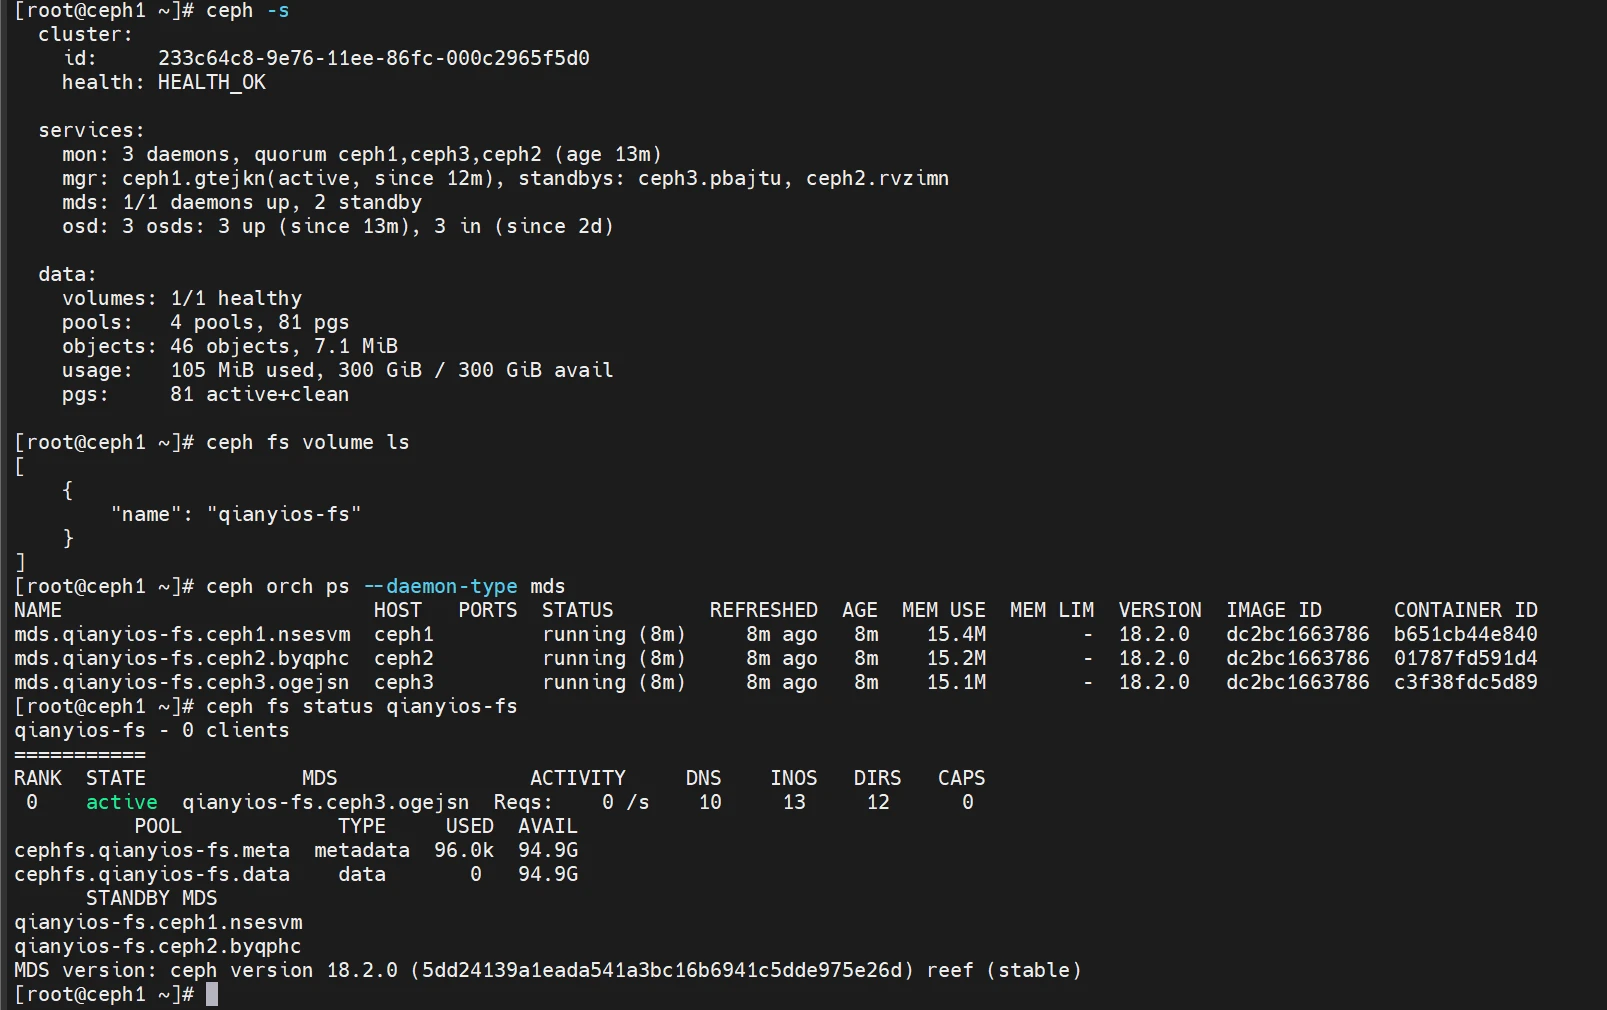 [root@ceph1 ~]# ceph -s
  cluster:
    id:     233c64c8-9e76-11ee-86fc-000c2965f5d0
    health: HEALTH_OK

  services:
    mon: 3 daemons, quorum ceph1,ceph3,ceph2 (age 13m)
    mgr: ceph1.gtejkn(active, since 12m), standbys: ceph3.pbajtu, ceph2.rvzimn
    mds: 1/1 daemons up, 2 standby
    osd: 3 osds: 3 up (since 13m), 3 in (since 2d)

  data:
    volumes: 1/1 healthy
    pools:   4 pools, 81 pgs
    objects: 46 objects, 7.1 MiB
    usage:   105 MiB used, 300 GiB / 300 GiB avail
    pgs:     81 active+clean

[root@ceph1 ~]# ceph fs volume ls
[
    {
        "name": "qianyios-fs"
    }
]
[root@ceph1 ~]# ceph orch ps --daemon-type mds
NAME                          HOST   PORTS  STATUS        REFRESHED  AGE  MEM USE  MEM LIM  VERSION  IMAGE ID      CONTAINER ID
mds.qianyios-fs.ceph1.nsesvm  ceph1         running (8m)     8m ago   8m    15.4M        -  18.2.0   dc2bc1663786  b651cb44e840
mds.qianyios-fs.ceph2.byqphc  ceph2         running (8m)     8m ago   8m    15.2M        -  18.2.0   dc2bc1663786  01787fd591d4
mds.qianyios-fs.ceph3.ogejsn  ceph3         running (8m)     8m ago   8m    15.1M        -  18.2.0   dc2bc1663786  c3f38fdc5d89
[root@ceph1 ~]# ceph fs status qianyios-fs
qianyios-fs - 0 clients
===========
RANK  STATE             MDS                ACTIVITY     DNS    INOS   DIRS   CAPS
 0    active  qianyios-fs.ceph3.ogejsn  Reqs:    0 /s    10     13     12      0
          POOL             TYPE     USED  AVAIL
cephfs.qianyios-fs.meta  metadata  96.0k  94.9G
cephfs.qianyios-fs.data    data       0   94.9G
      STANDBY MDS
qianyios-fs.ceph1.nsesvm
qianyios-fs.ceph2.byqphc
MDS version: ceph version 18.2.0 (5dd24139a1eada541a3bc16b6941c5dde975e26d) reef (stable)
[root@ceph1 ~]#